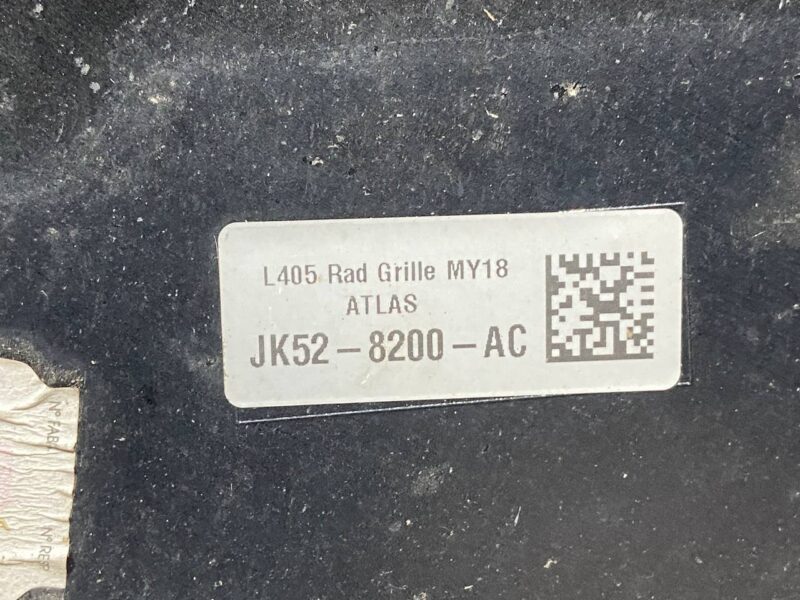 L405 Rad Grille MY18
ATLAS
JK52-8200-AC